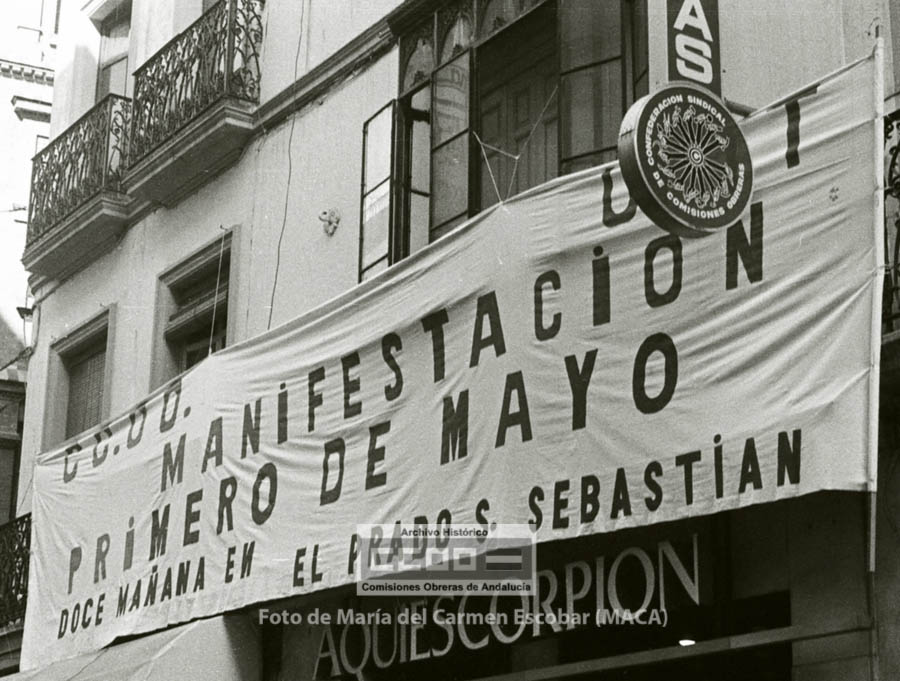 AS
CONFEDERACION SINDICAL
DE COMISIONES OBRERAS
CC.OO. U T
MANIFESTACION
PRIMERO DE MAYO
DOCE MAÑANA EN EL PRADO S. SEBASTIAN
AQUIESCORPION
Archivo Histórico
Comisiones Obreras de Andalucía
Foto de María del Carmen Escobar (MACA)